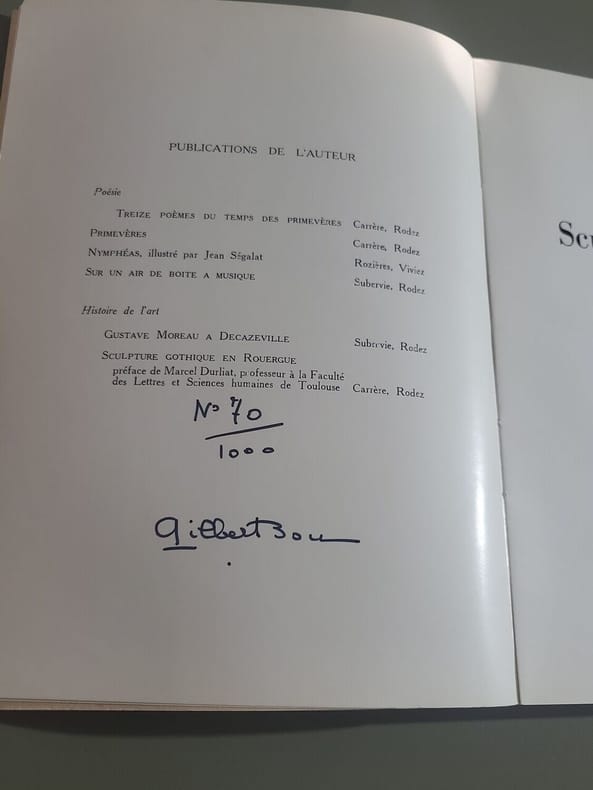 PUBLICATIONS DE L'AUTEUR
Poésie
TREIZE POÈMES DU TEMPS DES PRIMEVÈRES Carrère, Rodez
PRIMEVÈRES Carrère, Rodez
NYMPHÉAS, illustré par Jean Ségalat Rozières, Viviez
SUR UN AIR DE BOITE A MUSIQUE Subervie, Rodez
Histoire de l'art
GUSTAVE MOREAU A DECAZEVILLE Subervie, Rodez
SCULPTURE GOTHIQUE EN ROUERGUE
préface de Marcel Durliat, professeur à la Faculté
des Lettres et Sciences humaines de Toulouse Carrère, Rodez
No 70
1000
Gilbert Bou